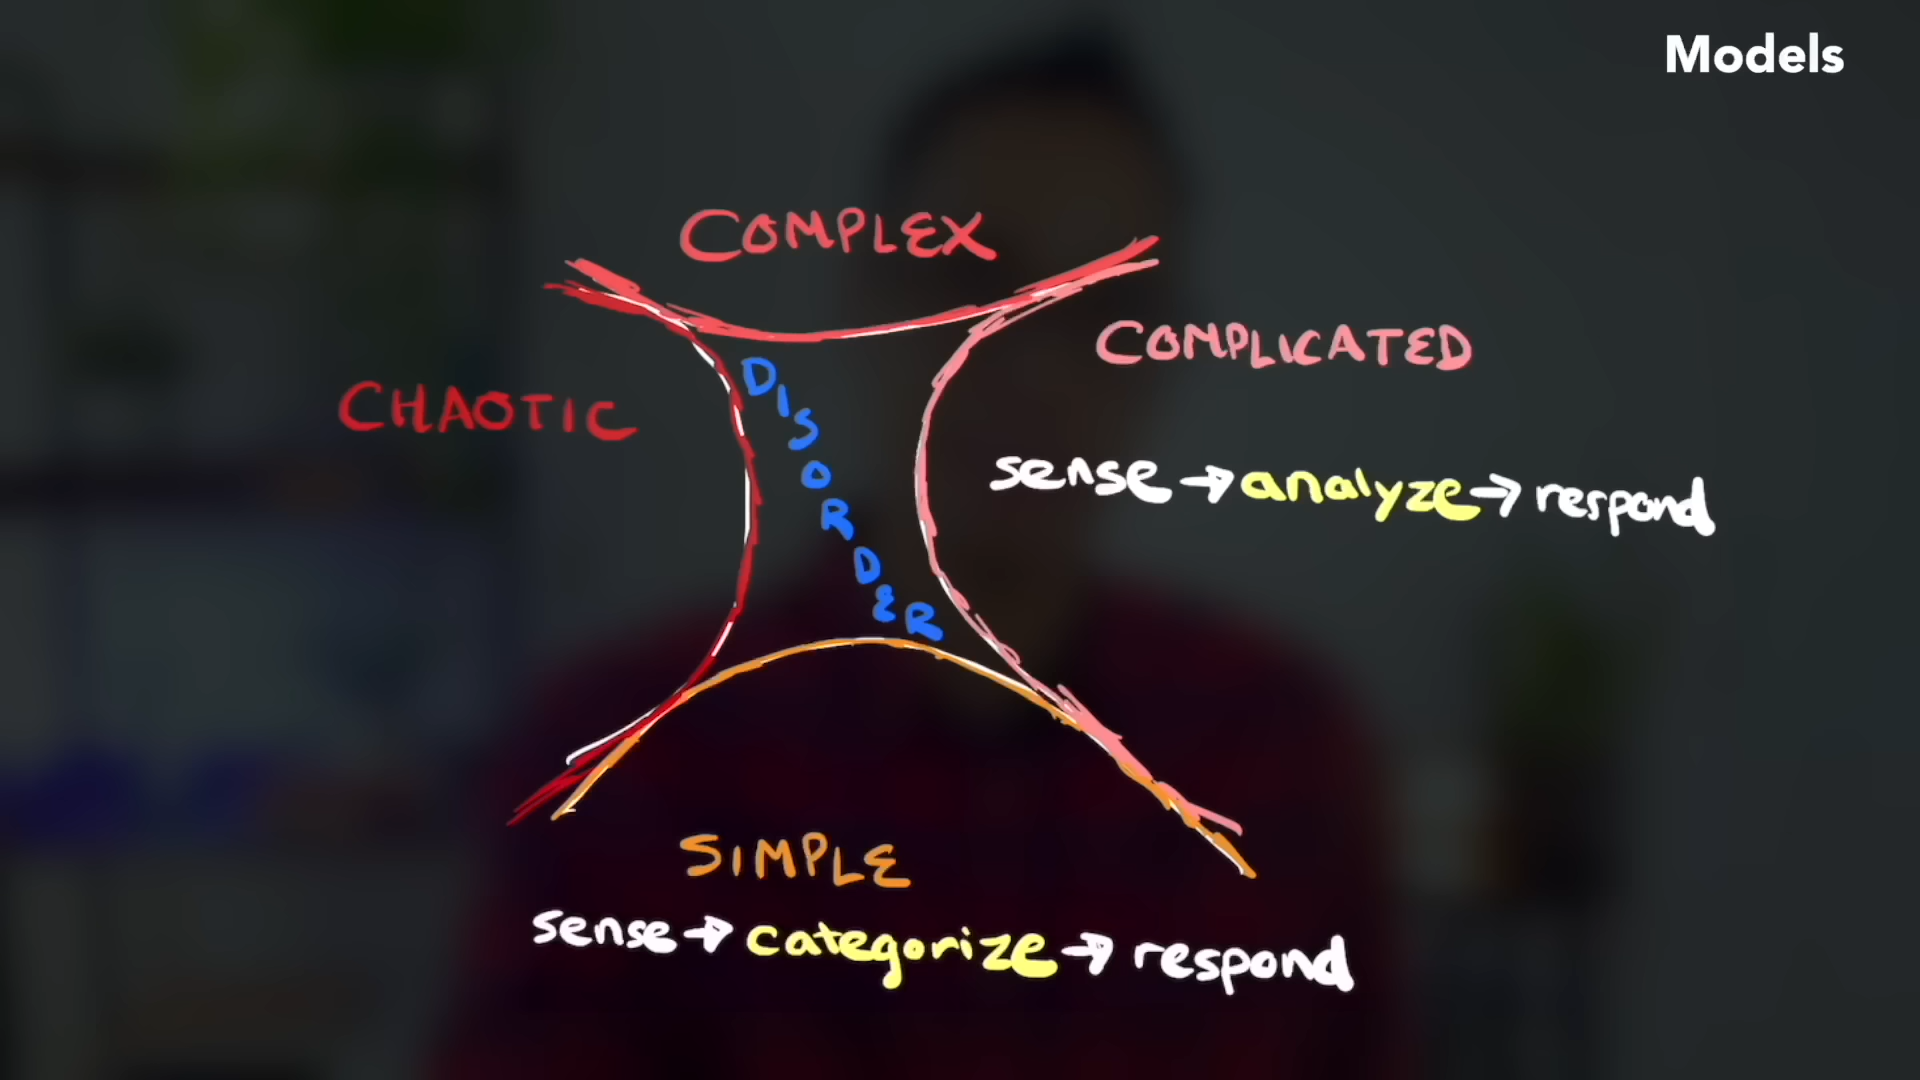 Models
COMPLEX
COMPLICATED
CHAOTIC
DISORDER
sense → analyze → respond
SIMPLE
sense → categorize → respond